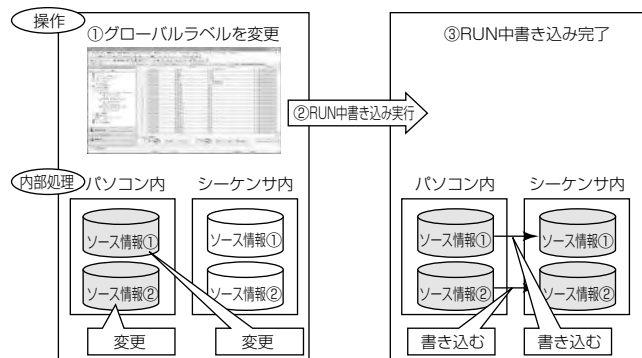 操作
①グローバルラベルを変更
②RUN中書き込み実行
③RUN中書き込み完了
内部処理
パソコン内
シーケンサ内
ソース情報①
ソース情報①
ソース情報②
ソース情報②
変更
変更
パソコン内
シーケンサ内
ソース情報①
ソース情報①
ソース情報②
ソース情報②
書き込む
書き込む